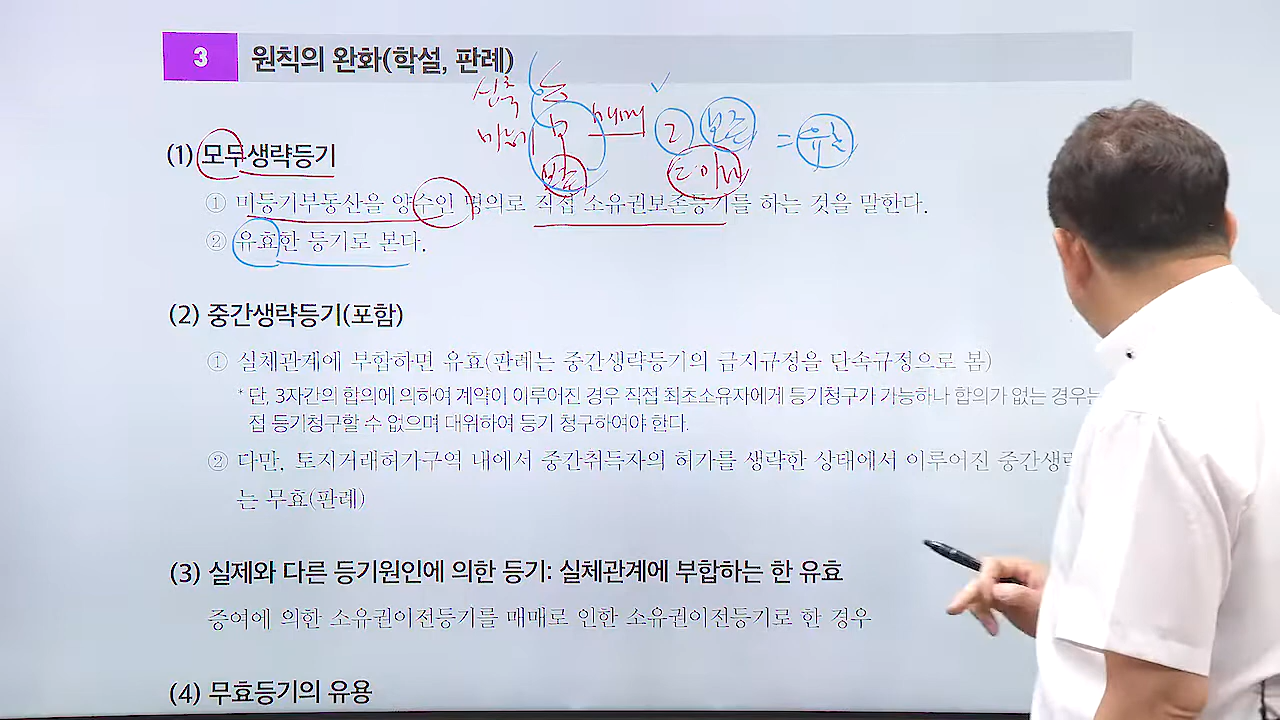 3 원칙의 완화(학설, 판례)
신축
미등기
매매
2
보존
= 유효
보존
(1) 모두생략등기
① 미등기부동산을 양수인 명의로 직접 소유권보존등기를 하는 것을 말한다.
② 유효한 등기로 본다.
(2) 중간생략등기(포함)
① 실체관계에 부합하면 유효(판례는 중간생략등기의 금지규정을 단속규정으로 봄)
* 단, 3자간의 합의에 의하여 계약이 이루어진 경우 직접 최초소유자에게 등기청구가 가능하나 합의가 없는 경우는
접 등기청구할 수 없으며 대위하여 등기 청구하여야 한다.
② 다만, 토지거래허가구역 내에서 중간취득자의 허가를 생략한 상태에서 이루어진 중간생략
는 무효(판례)
(3) 실제와 다른 등기원인에 의한 등기: 실체관계에 부합하는 한 유효
증여에 의한 소유권이전등기를 매매로 인한 소유권이전등기로 한 경우
(4) 무효등기의 유용